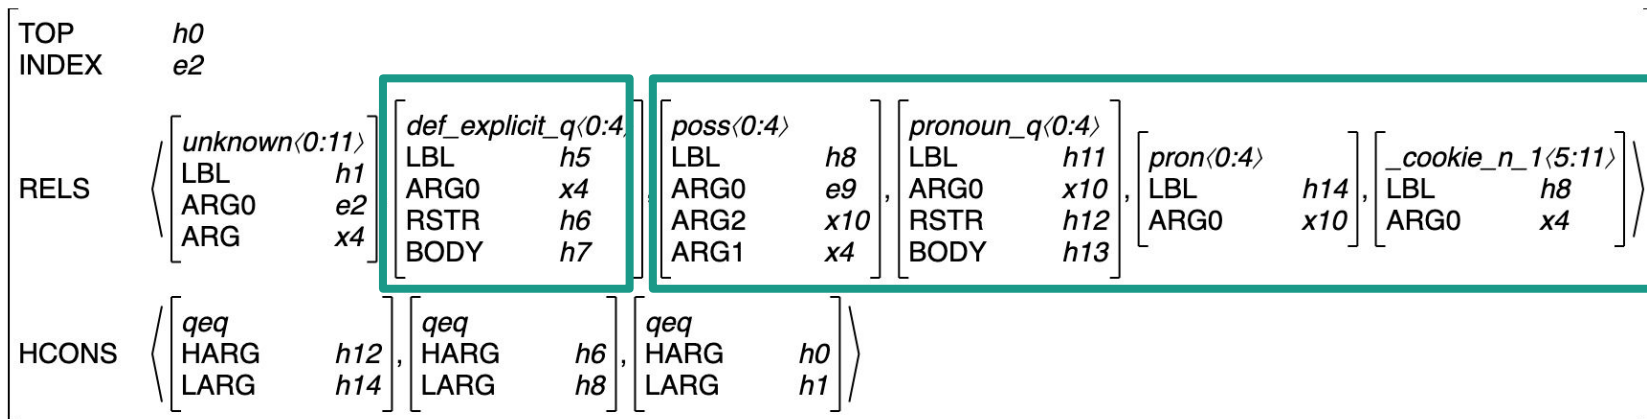 TOP h0
INDEX e2
RELS ⟨ [ unknown⟨0:11⟩ LBL h1 ARG0 e2 ARG x4 ] [ def_explicit_q⟨0:4⟩ LBL h5 ARG0 x4 RSTR h6 BODY h7 ], [ poss⟨0:4⟩ LBL h8 ARG0 e9 ARG2 x10 ARG1 x4 ], [ pronoun_q⟨0:4⟩ LBL h11 ARG0 x10 RSTR h12 BODY h13 ], [ pron⟨0:4⟩ LBL h14 ARG0 x10 ], [ _cookie_n_1⟨5:11⟩ LBL h8 ARG0 x4 ] ⟩
HCONS ⟨ [ qeq HARG h12 LARG h14 ], [ qeq HARG h6 LARG h8 ], [ qeq HARG h0 LARG h1 ] ⟩